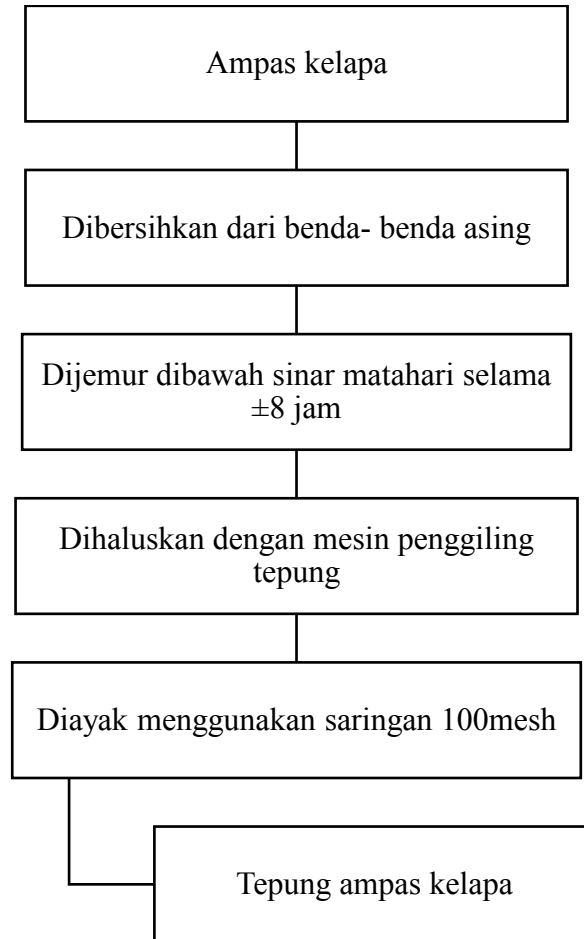 Ampas kelapa
Dibersihkan dari benda- benda asing
Dijemur dibawah sinar matahari selama
±8 jam
Dihaluskan dengan mesin penggiling
tepung
Diayak menggunakan saringan 100mesh
Tepung ampas kelapa